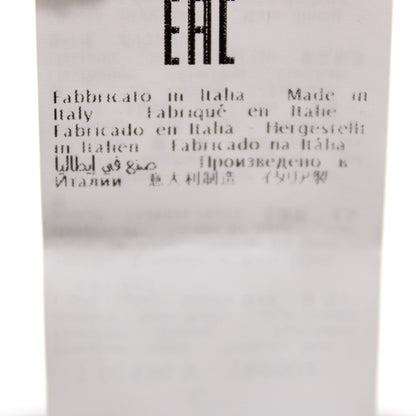 EAC
Fabbricato in Italia Made in
Italy Fabriqué en Italie
Fabricado en Italia - Hergestellt
in Italien Fabricado na Itália
صنع في إيطاليا Произведено в
Италии 意大利制造 - イタリア製